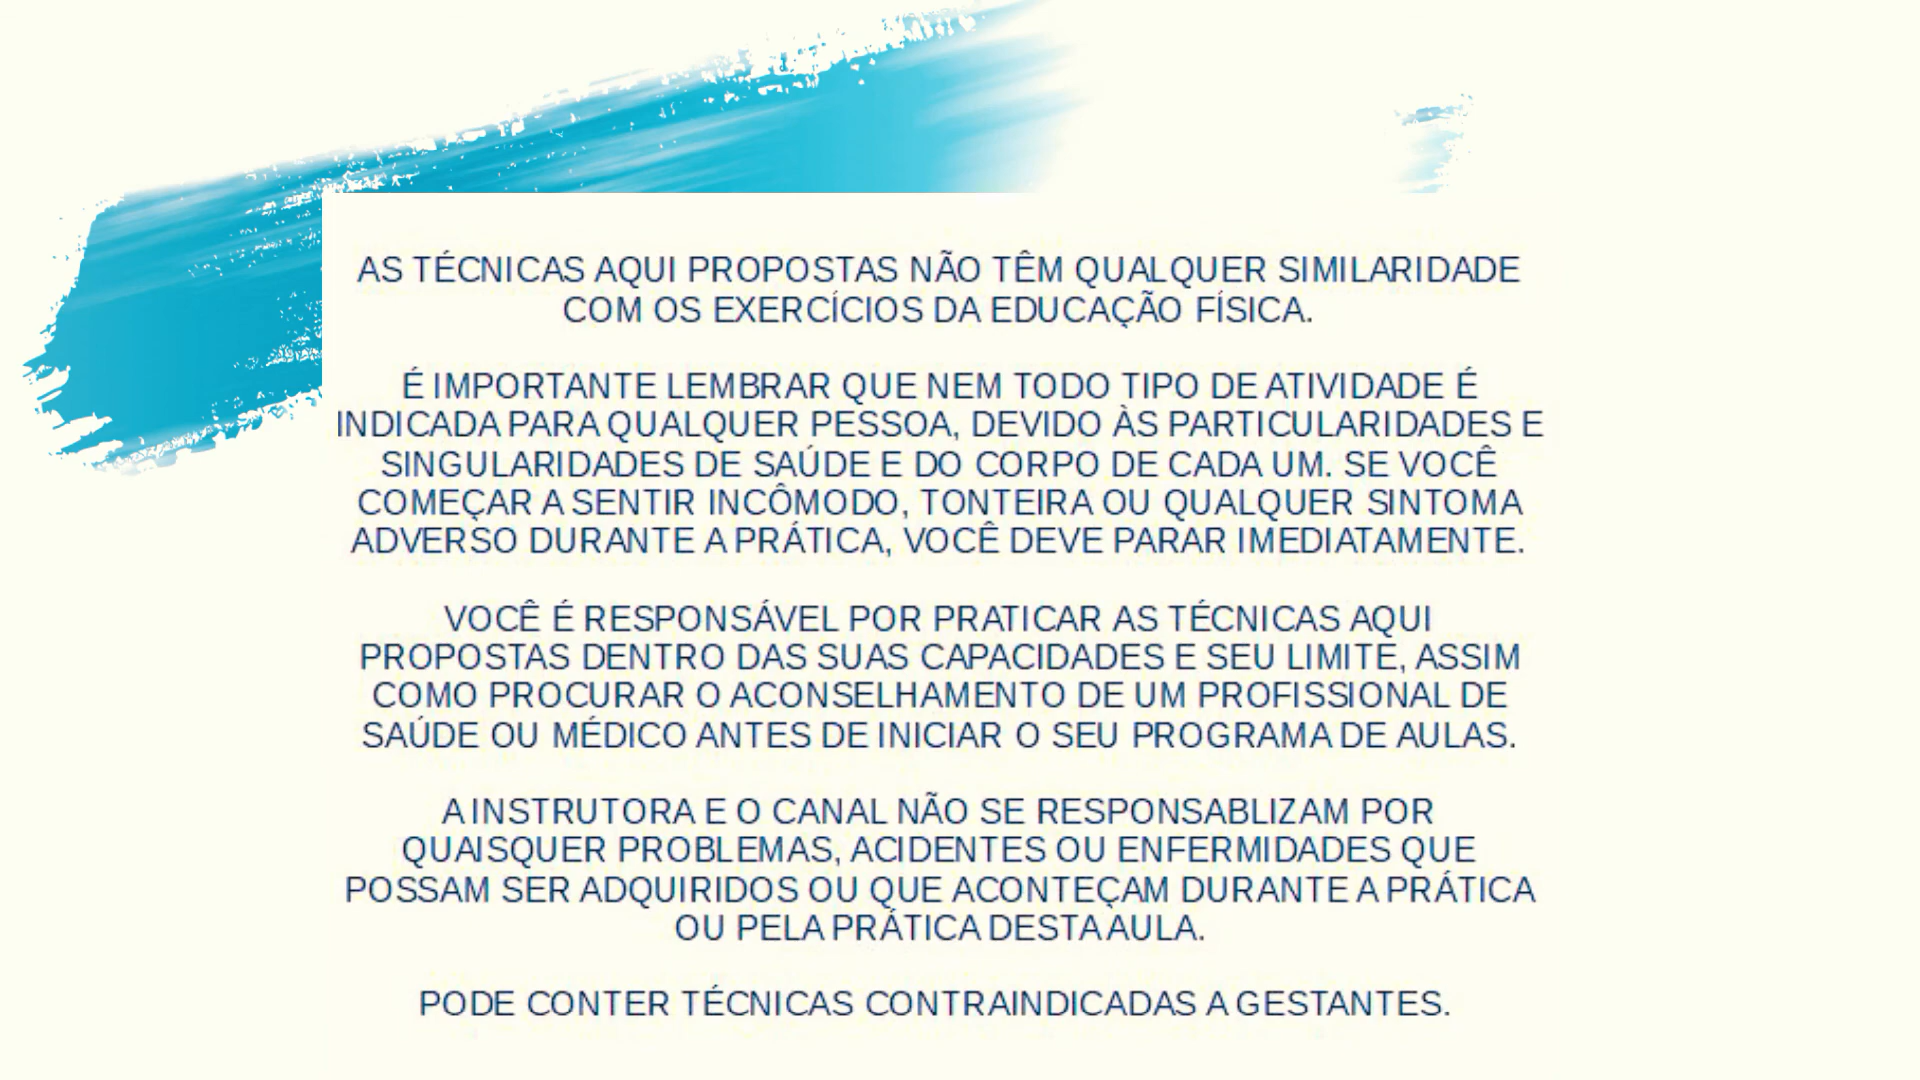 AS TÉCNICAS AQUI PROPOSTAS NÃO TÊM QUALQUER SIMILARIDADE
COM OS EXERCÍCIOS DA EDUCAÇÃO FÍSICA.
É IMPORTANTE LEMBRAR QUE NEM TODO TIPO DE ATIVIDADE É
INDICADA PARA QUALQUER PESSOA, DEVIDO ÀS PARTICULARIDADES E
SINGULARIDADES DE SAÚDE E DO CORPO DE CADA UM. SE VOCÊ
COMEÇAR A SENTIR INCÔMODO, TONTEIRA OU QUALQUER SINTOMA
ADVERSO DURANTE A PRÁTICA, VOCÊ DEVE PARAR IMEDIATAMENTE.
VOCÊ É RESPONSÁVEL POR PRATICAR AS TÉCNICAS AQUI
PROPOSTAS DENTRO DAS SUAS CAPACIDADES E SEU LIMITE, ASSIM
COMO PROCURAR O ACONSELHAMENTO DE UM PROFISSIONAL DE
SAÚDE OU MÉDICO ANTES DE INICIAR O SEU PROGRAMA DE AULAS.
A INSTRUTORA E O CANAL NÃO SE RESPONSABLIZAM POR
QUAISQUER PROBLEMAS, ACIDENTES OU ENFERMIDADES QUE
POSSAM SER ADQUIRIDOS OU QUE ACONTEÇAM DURANTE A PRÁTICA
OU PELA PRÁTICA DESTA AULA.
PODE CONTER TÉCNICAS CONTRAINDICADAS A GESTANTES.